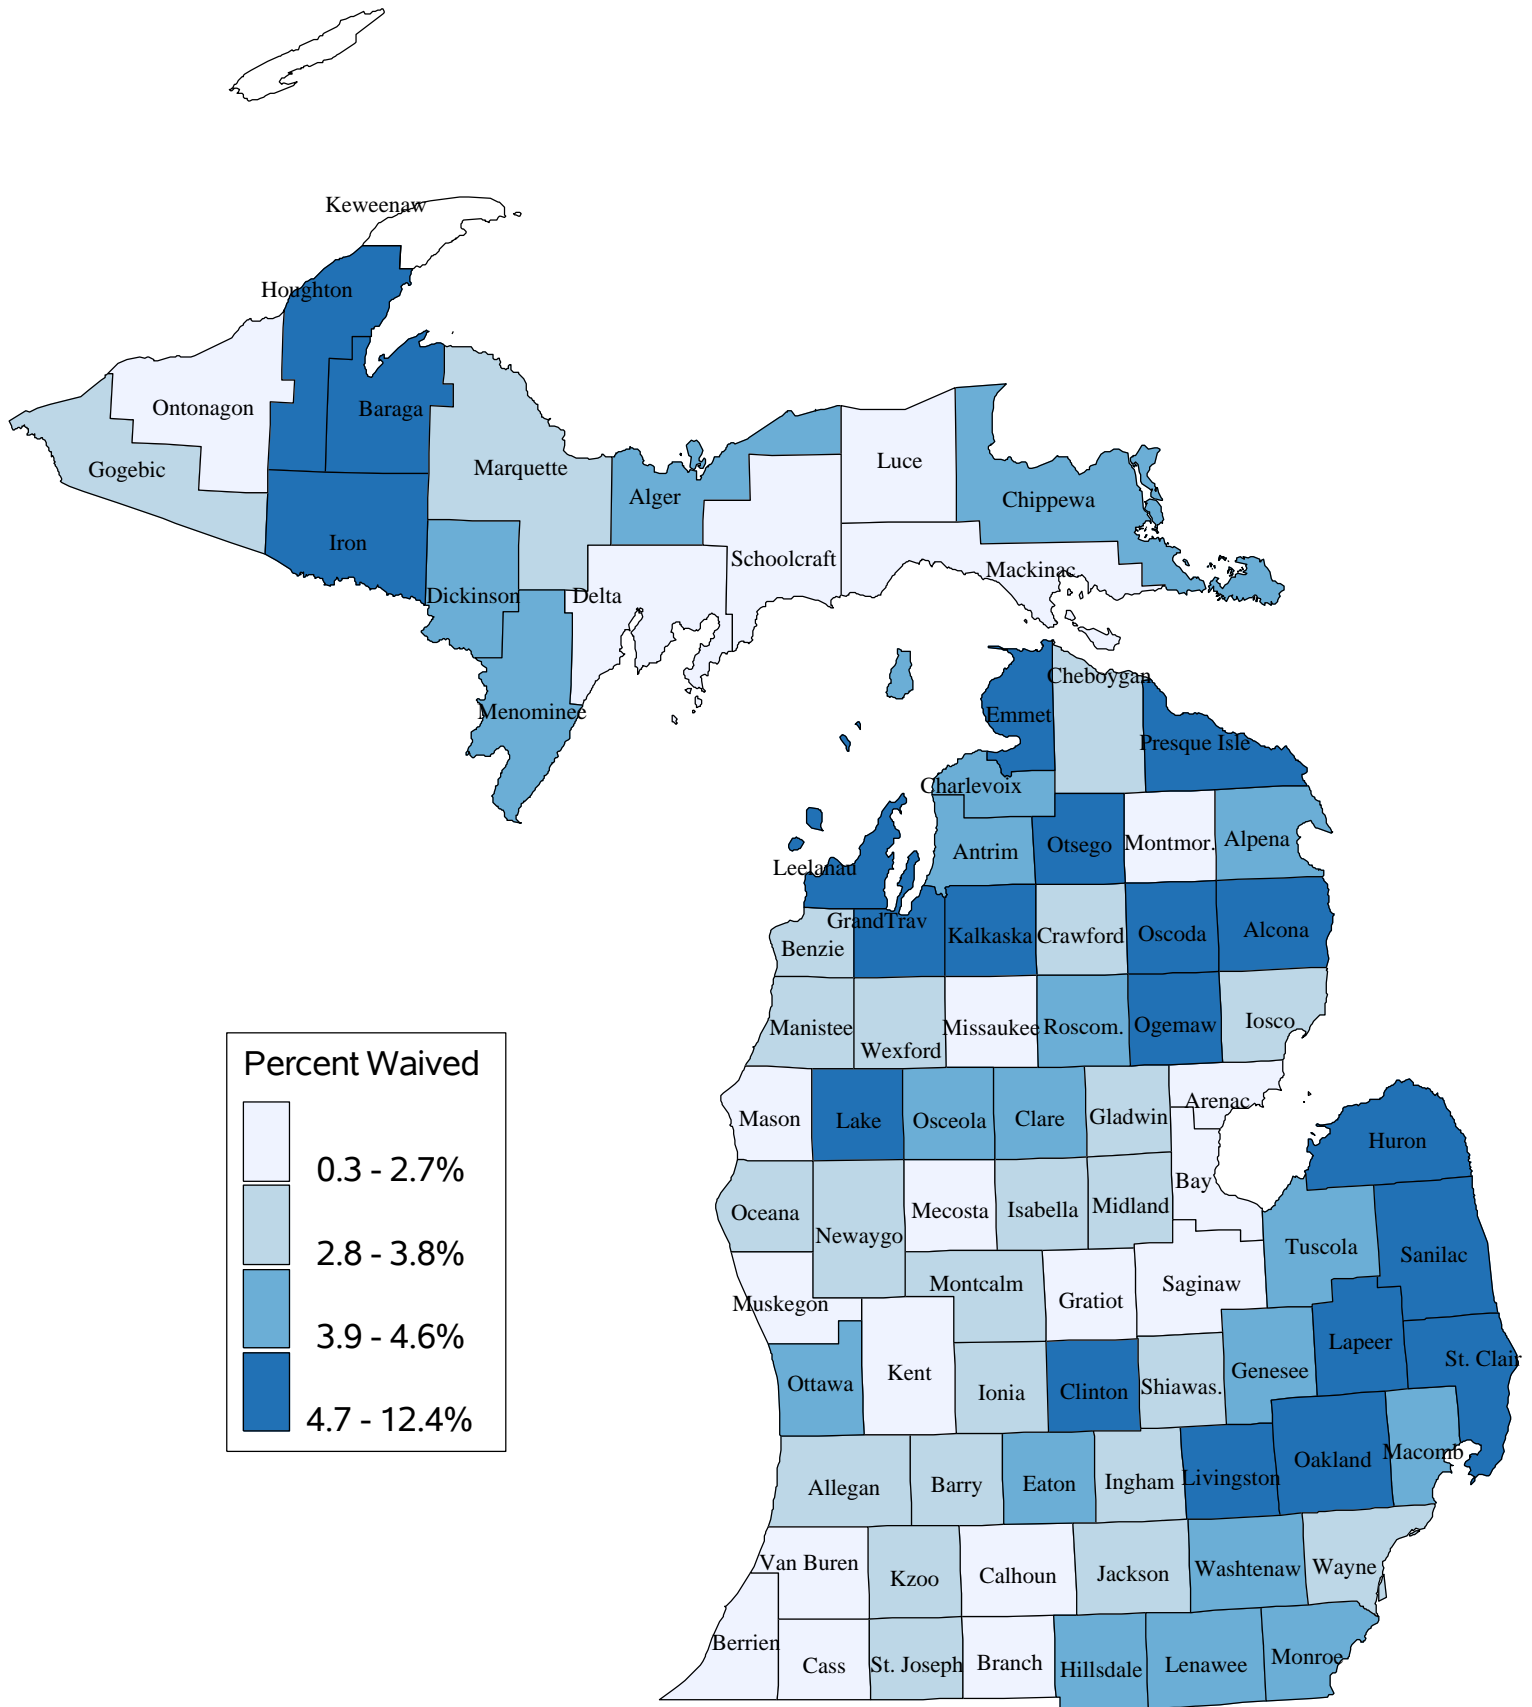 Keweenaw
Houghton
Ontonagon
Baraga
Gogebic
Marquette
Luce
Alger
Chippewa
Iron
Schoolcraft
Mackinac
Dickinson
Delta
Menominee
Cheboygan
Emmet
Presque Isle
Charlevoix
Antrim
Otsego
Montmor.
Alpena
Leelanau
GrandTrav
Benzie
Kalkaska
Crawford
Oscoda
Alcona
Manistee
Wexford
Missaukee
Roscom.
Ogemaw
Iosco
Mason
Lake
Osceola
Clare
Gladwin
Arenac
Huron
Oceana
Newaygo
Mecosta
Isabella
Midland
Bay
Tuscola
Sanilac
Muskegon
Montcalm
Gratiot
Saginaw
Ottawa
Kent
Ionia
Clinton
Shiawas.
Genesee
Lapeer
St. Clair
Allegan
Barry
Eaton
Ingham
Livingston
Oakland
Macomb
Van Buren
Kzoo
Calhoun
Jackson
Washtenaw
Wayne
Berrien
Cass
St. Joseph
Branch
Hillsdale
Lenawee
Monroe
Percent Waived
0.3 - 2.7%
2.8 - 3.8%
3.9 - 4.6%
4.7 - 12.4%